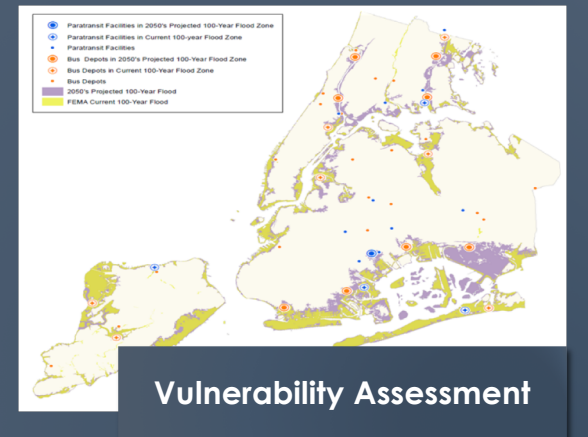 Paratransit Facilities in 2050's Projected 100-Year Flood Zone
Paratransit Facilities in Current 100-year Flood Zone
Paratransit Facilities
Bus Depots in 2050's Projected 100-Year Flood Zone
Bus Depots in Current 100-Year Flood Zone
Bus Depots
2050's Projected 100-Year Flood
FEMA Current 100-Year Flood
Vulnerability Assessment